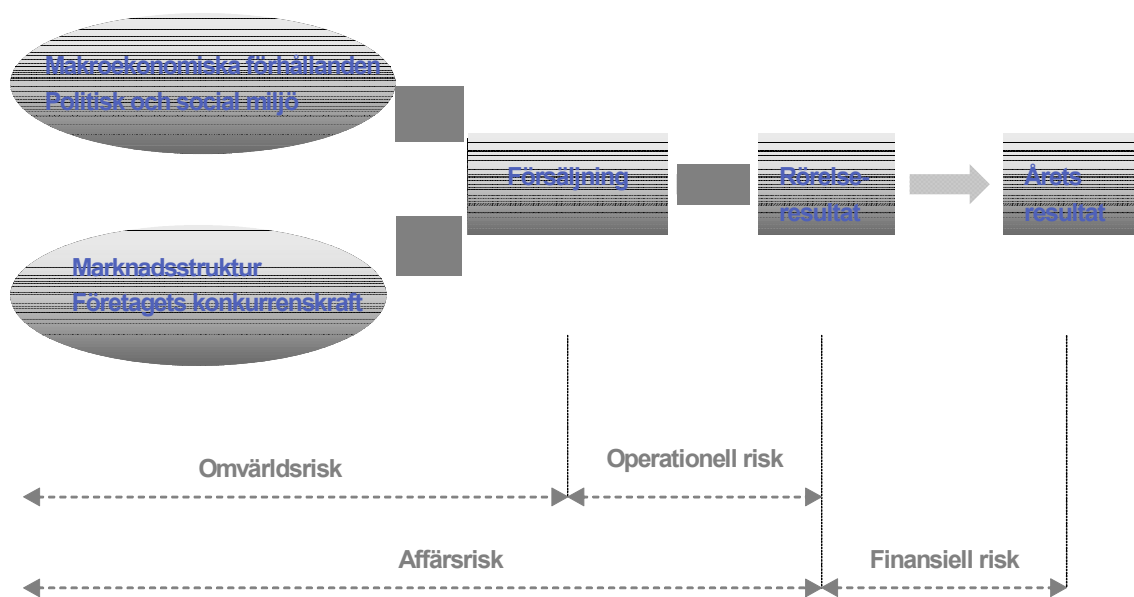 Makroekonomiska förhållanden
Politisk och social miljö
Försäljning
Rörelse-
resultat
Årets
resultat
Marknadsstruktur
Företagets konkurrenskraft
Omvärldsrisk
Operationell risk
Affärsrisk
Finansiell risk